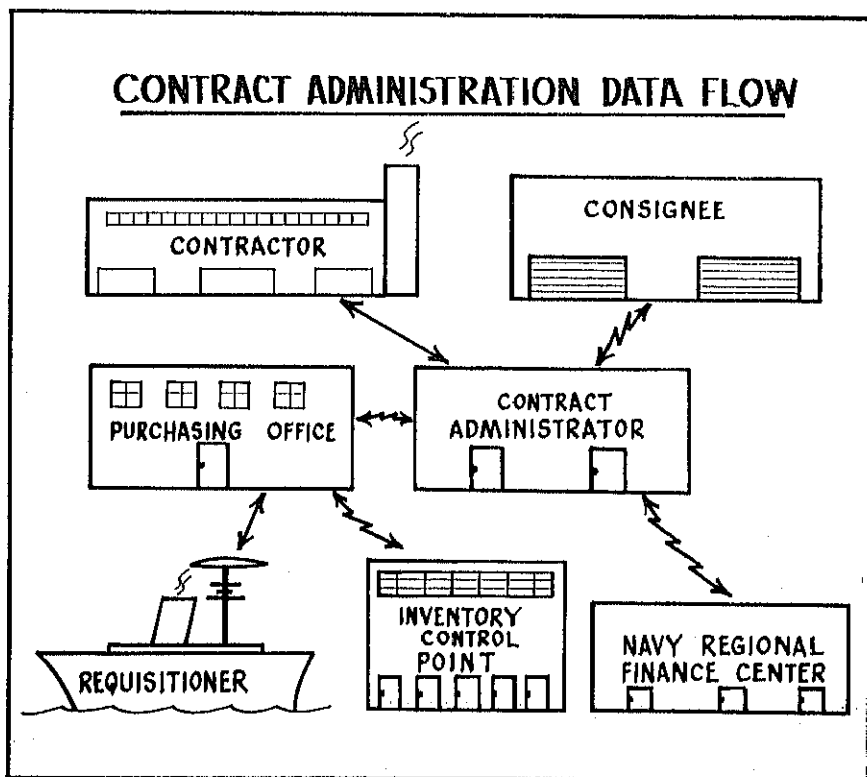 CONTRACT ADMINISTRATION DATA FLOW
CONTRACTOR
CONSIGNEE
PURCHASING OFFICE
CONTRACT
ADMINISTRATOR
REQUISITIONER
INVENTORY
CONTROL
POINT
NAVY REGIONAL
FINANCE CENTER